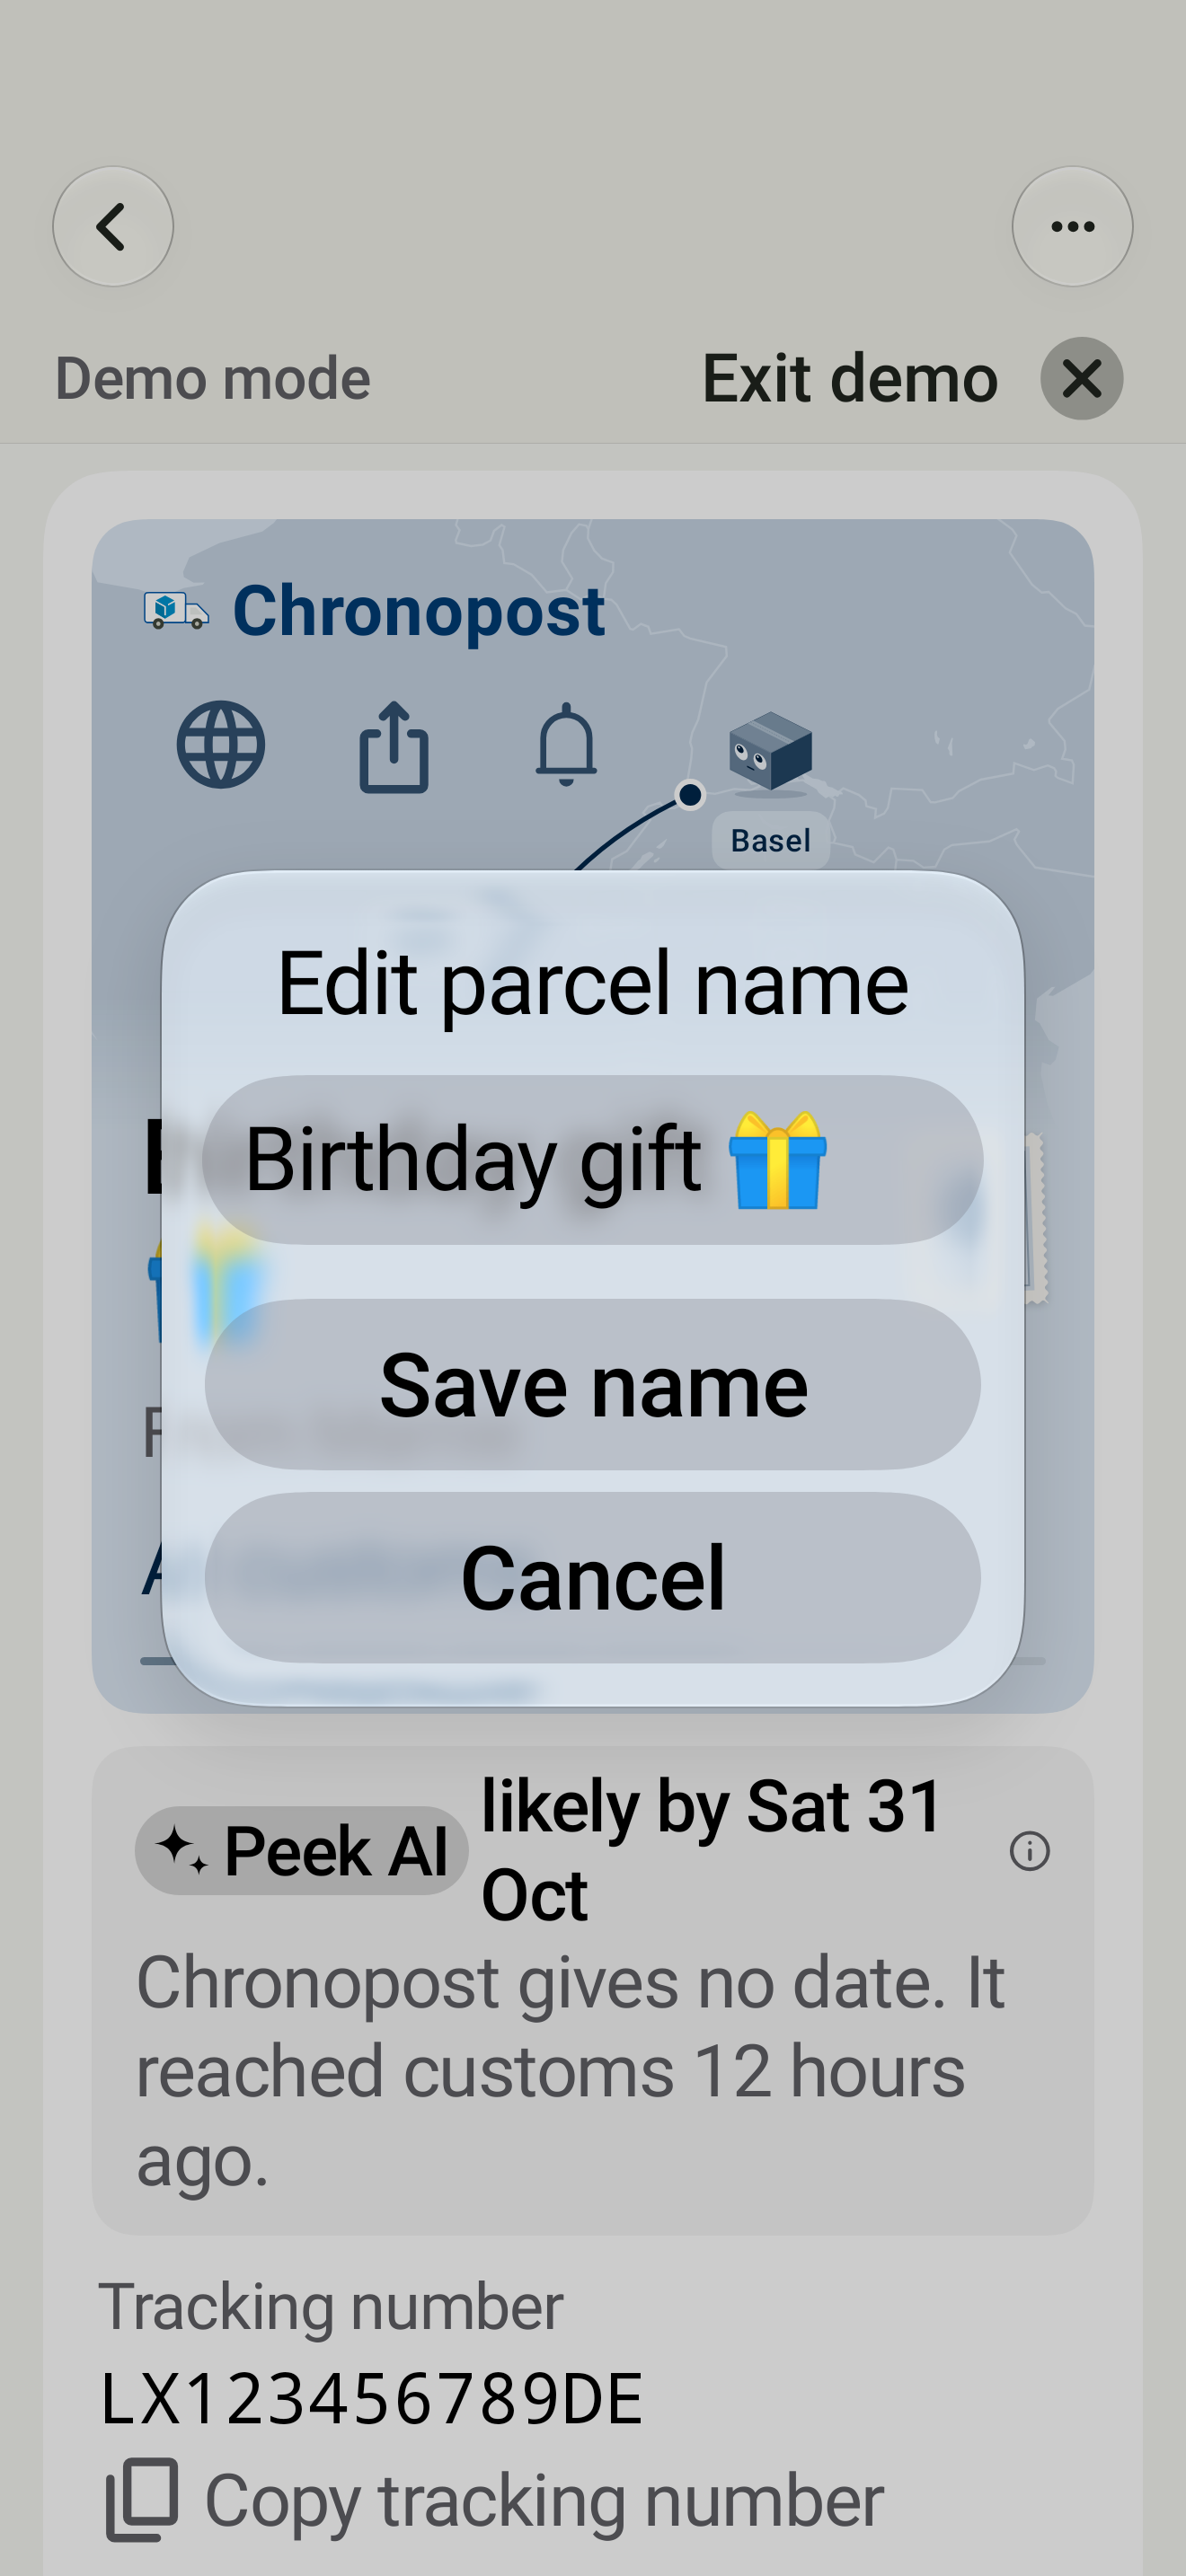 Demo mode
Exit demo
Chronopost
Basel
Edit parcel name
Birthday gift 🎁
Save name
Cancel
Peek AI
likely by Sat 31
Oct
Chronopost gives no date. It
reached customs 12 hours
ago.
Tracking number
LX123456789DE
Copy tracking number